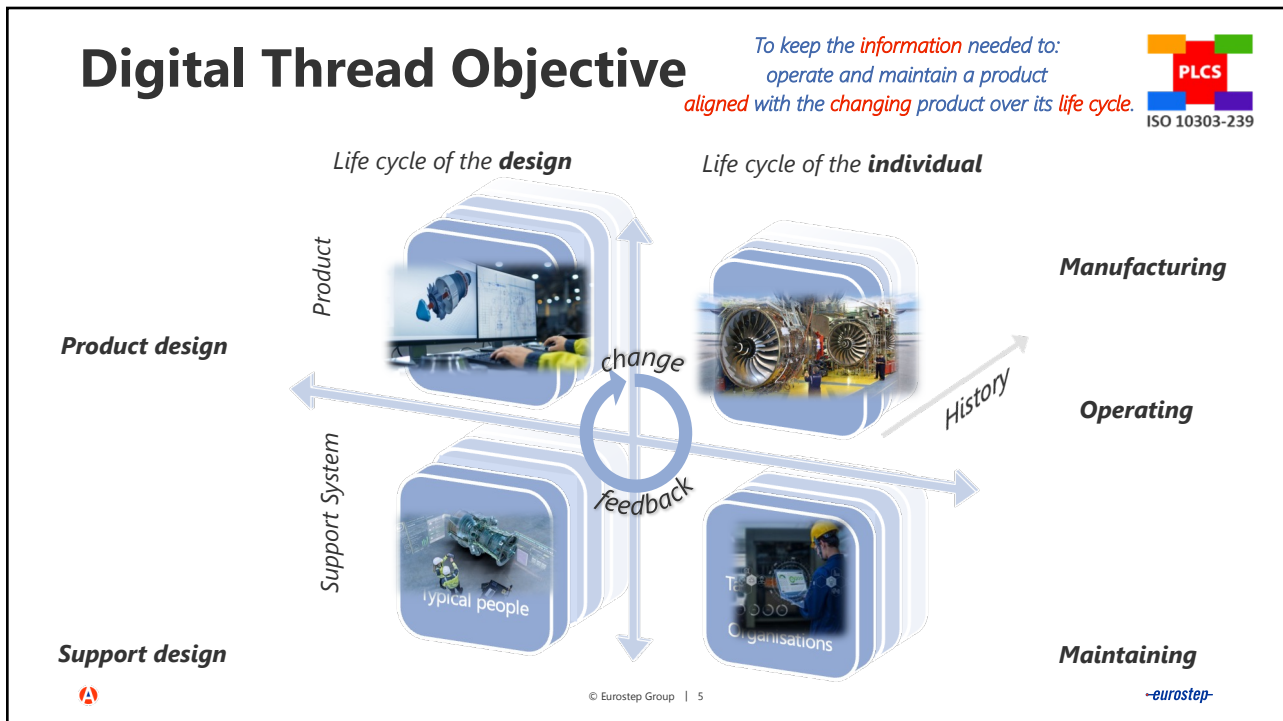 Digital Thread Objective
To keep the information needed to:
operate and maintain a product
aligned with the changing product over its life cycle.
PLCS
ISO 10303-239
Life cycle of the design
Life cycle of the individual
Product
Manufacturing
Product design
change
History
Operating
Support System
feedback
Typical people
Organisations
Support design
Maintaining
© Eurostep Group | 5
eurostep